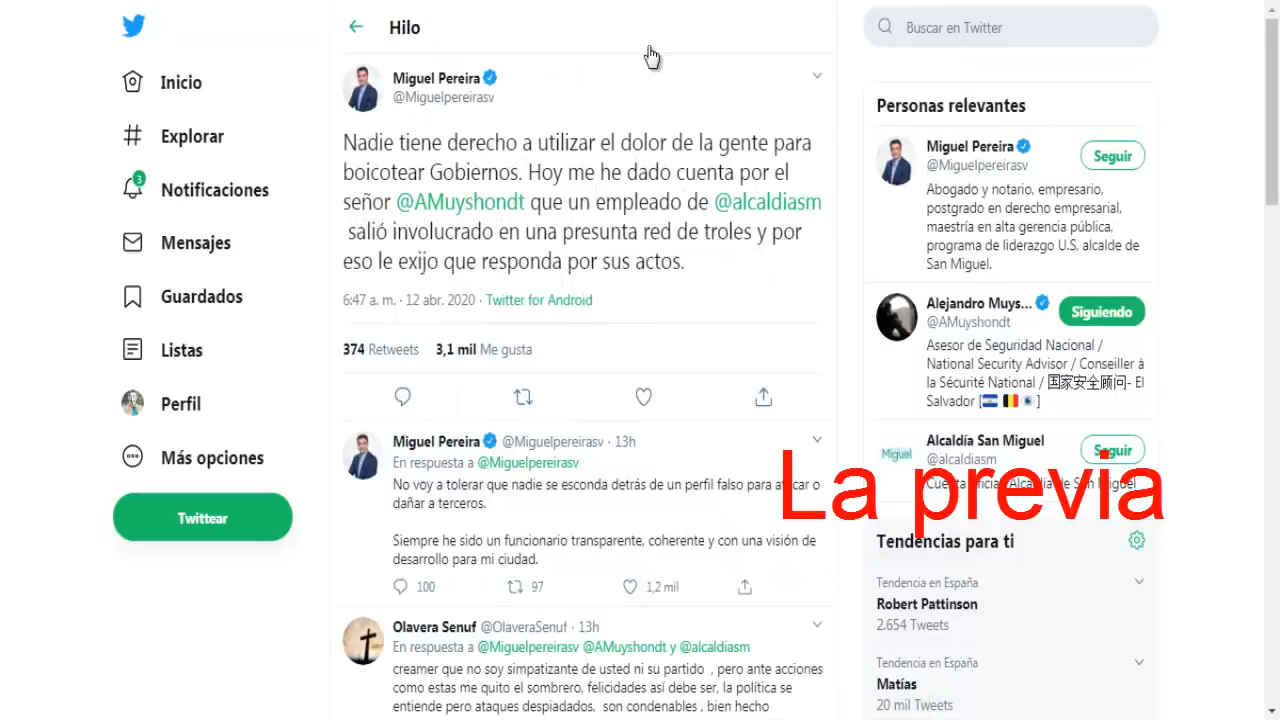 Hilo
Buscar en Twitter
Inicio
Explorar
3
Notificaciones
Mensajes
Guardados
Listas
Perfil
Más opciones
Twittear
Miguel Pereira
@Miguelpereirasv
Nadie tiene derecho a utilizar el dolor de la gente para
boicotear Gobiernos. Hoy me he dado cuenta por el
señor @AMuyshondt que un empleado de @alcaldiasm
salió involucrado en una presunta red de troles y por
eso le exijo que responda por sus actos.
6:47 a. m. · 12 abr. 2020 · Twitter for Android
374 Retweets 3,1 mil Me gusta
Miguel Pereira @Miguelpereirasv · 13h
En respuesta a @Miguelpereirasv
No voy a tolerar que nadie se esconda detrás de un perfil falso para atacar o
dañar a terceros.
Siempre he sido un funcionario transparente, coherente y con una visión de
desarrollo para mi ciudad.
100 97 1,2 mil
Olavera Senuf @OlaveraSenuf · 13h
En respuesta a @Miguelpereirasv @AMuyshondt y @alcaldiasm
creamer que no soy simpatizante de usted ni su partido , pero ante acciones
como estas me quito el sombrero, felicidades así debe ser, la política se
entiende pero ataques despiadados, son condenables , bien hecho
Personas relevantes
Miguel Pereira
@Miguelpereirasv
Seguir
Abogado y notario, empresario,
postgrado en derecho empresarial,
maestría en alta gerencia pública,
programa de liderazgo U.S, alcalde de
San Miguel.
Alejandro Muys...
@AMuyshondt
Siguiendo
Asesor de Seguridad Nacional /
National Security Advisor / Conseiller à
la Sécurité National / 国家安全顾问- El
Salvador [🇸🇻 🇧🇪 ]
Miguel
Alcaldía San Miguel
@alcaldiasm
Seguir
Cuenta oficial Alcaldía de San Miguel
La previa
Tendencias para ti
Tendencia en España
Robert Pattinson
2.654 Tweets
Tendencia en España
Matías
20 mil Tweets